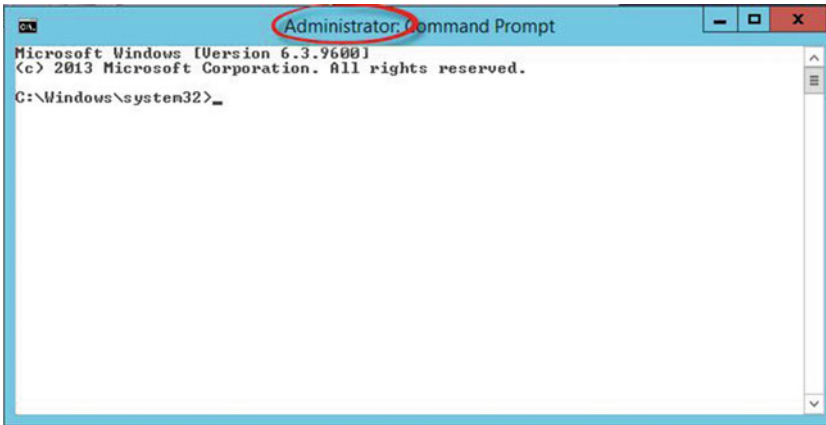 Administrator: Command Prompt
Microsoft Windows [Version 6.3.9600]
(c) 2013 Microsoft Corporation. All rights reserved.
C:\Windows\system32>_